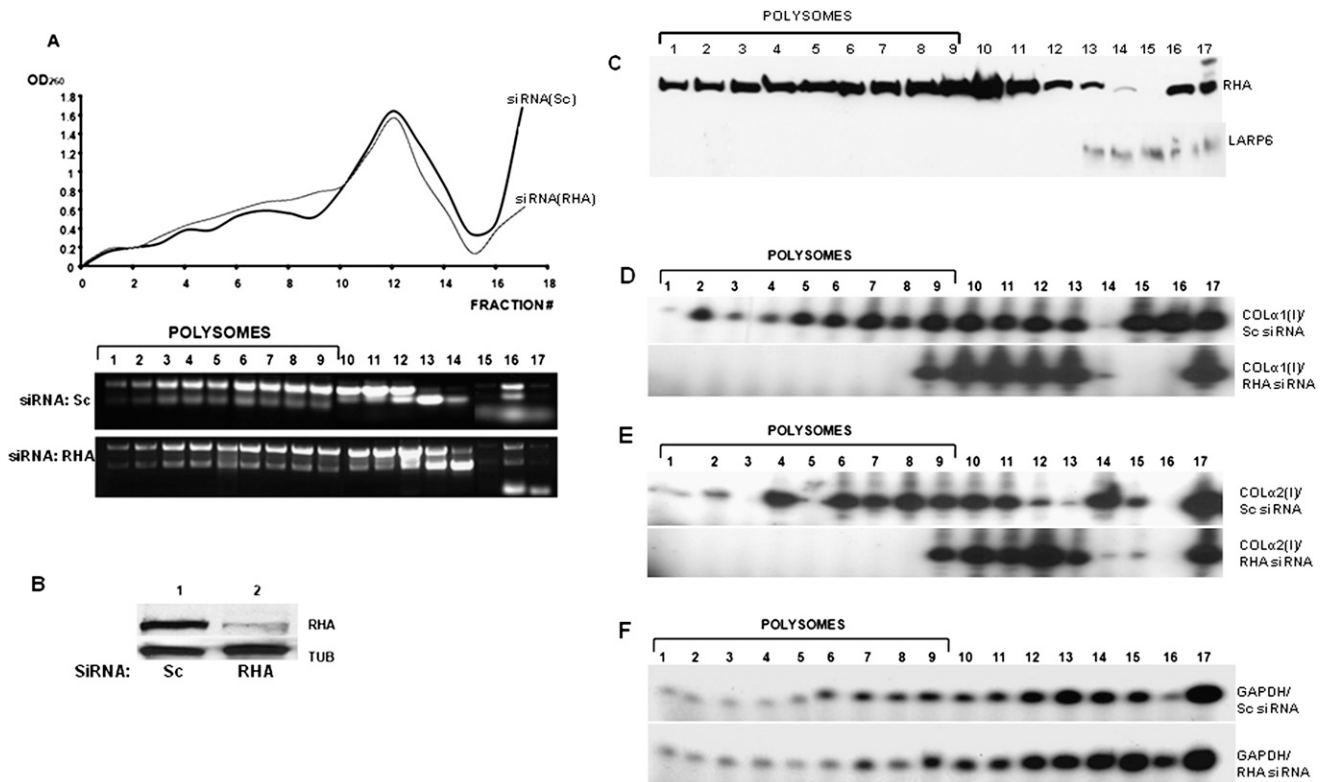 A
OD260
1.8
1.6
1.4
1.2
1
0.8
0.6
0.4
0.2
0
0 2 4 6 8 10 12 14 16 18
FRACTION #
siRNA(Sc)
siRNA(RHA)
POLYSOMES
1 2 3 4 5 6 7 8 9 10 11 12 13 14 15 16 17
siRNA: Sc
siRNA: RHA
B
1 2
RHA
TUB
SiRNA: Sc RHA
POLYSOMES
C
1 2 3 4 5 6 7 8 9 10 11 12 13 14 15 16 17
RHA
LARP6
D
POLYSOMES
1 2 3 4 5 6 7 8 9 10 11 12 13 14 15 16 17
COLα1(I)/
Sc siRNA
COLα1(I)/
RHA siRNA
E
POLYSOMES
1 2 3 4 5 6 7 8 9 10 11 12 13 14 15 16 17
COLα2(I)/
Sc siRNA
COLα2(I)/
RHA siRNA
F
POLYSOMES
1 2 3 4 5 6 7 8 9 10 11 12 13 14 15 16 17
GAPDH/
Sc siRNA
GAPDH/
RHA siRNA